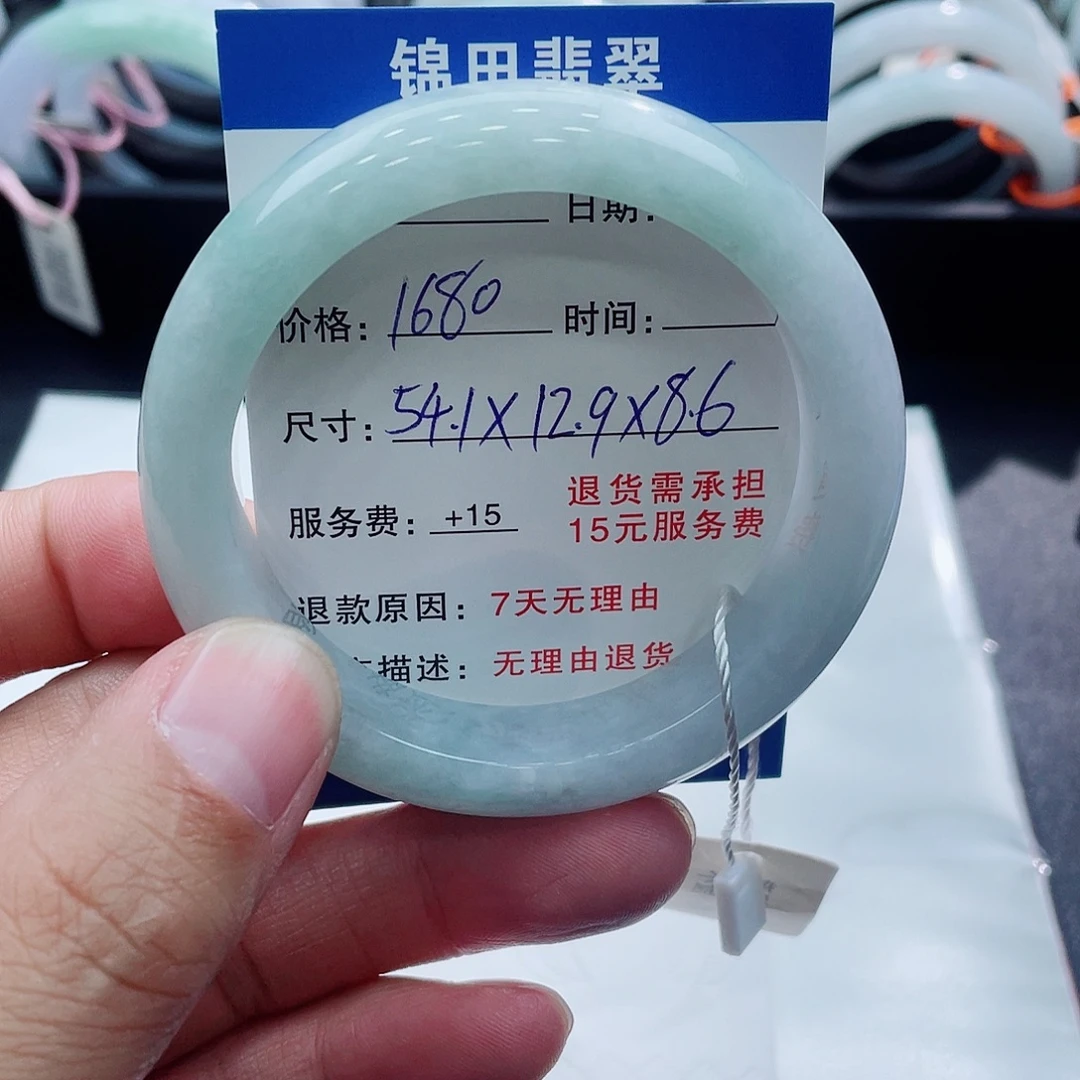 锦田翡翠
日期:
价格: 1680 时间:
尺寸: 54.1X12.9X8.6
服务费: +15 退货需承担
15元服务费
退款原因: 7天无理由
描述: 无理由退货